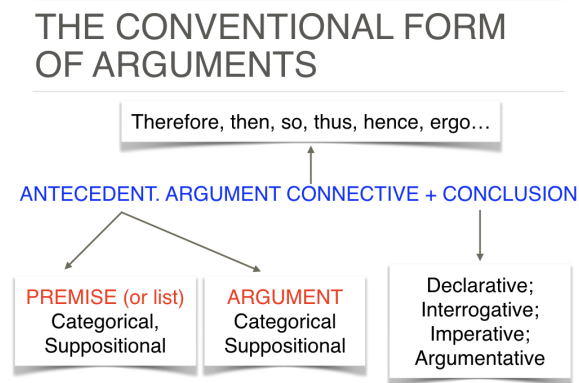 THE CONVENTIONAL FORM
OF ARGUMENTS
Therefore, then, so, thus, hence, ergo…
ANTECEDENT. ARGUMENT CONNECTIVE + CONCLUSION
PREMISE (or list)
Categorical,
Suppositional
ARGUMENT
Categorical
Suppositional
Declarative;
Interrogative;
Imperative;
Argumentative